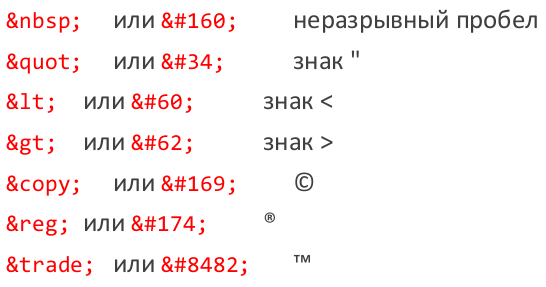 &nbsp; или &#160; неразрывный пробел
&quot; или &#34; знак "
&lt; или &#60; знак <
&gt; или &#62; знак >
&copy; или &#169; ©
&reg; или &#174; ®
&trade; или &#8482; ™